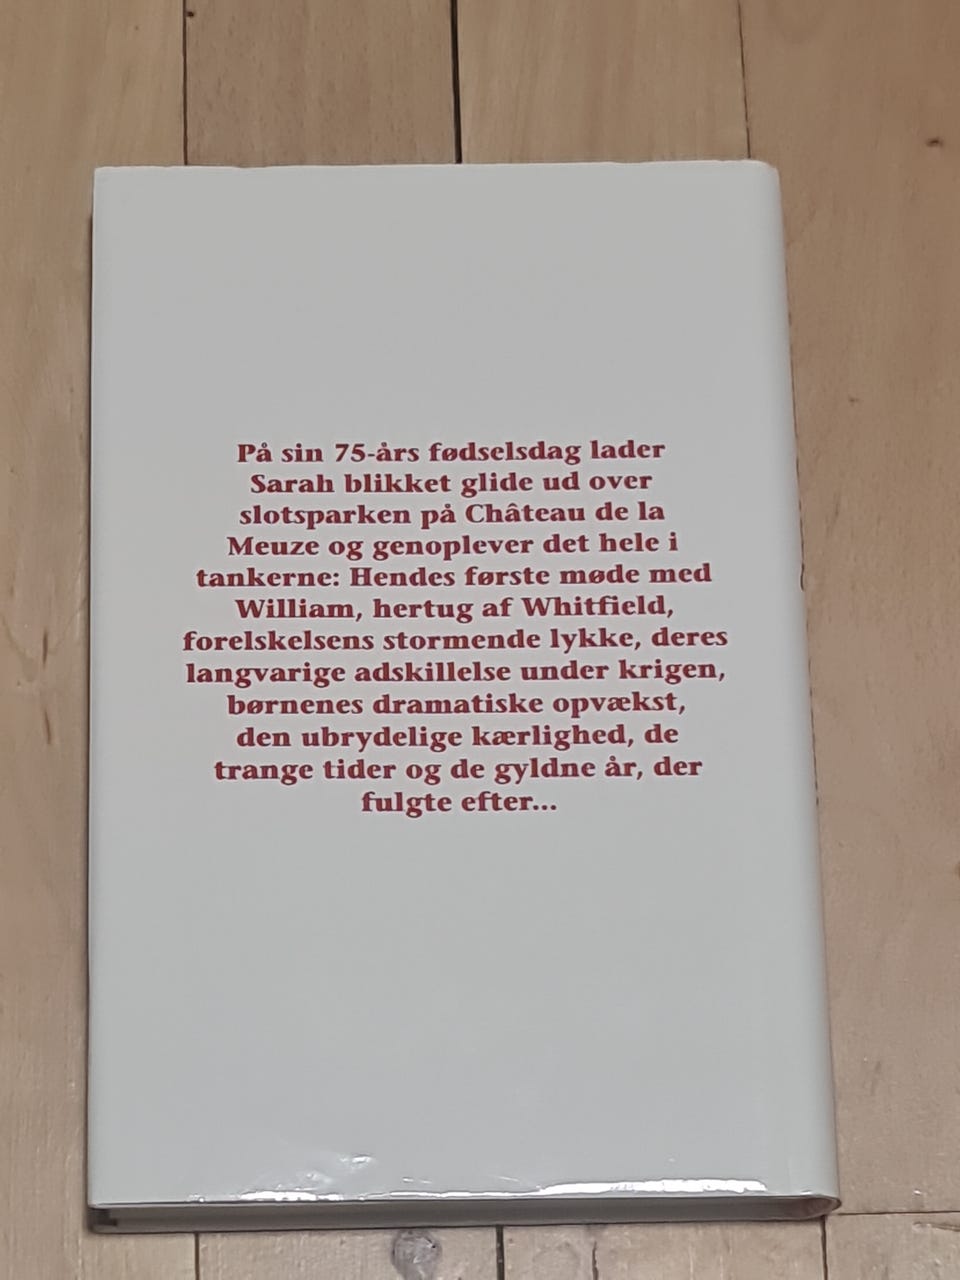 På sin 75-års fødselsdag lader
Sarah blikket glide ud over
slotsparken på Château de la
Meuze og genoplever det hele i
tankerne: Hendes første møde med
William, hertug af Whitfield,
forelskelsens stormende lykke, deres
langvarige adskillelse under krigen,
børnenes dramatiske opvækst,
den ubrydelige kærlighed, de
trange tider og de gyldne år, der
fulgte efter...